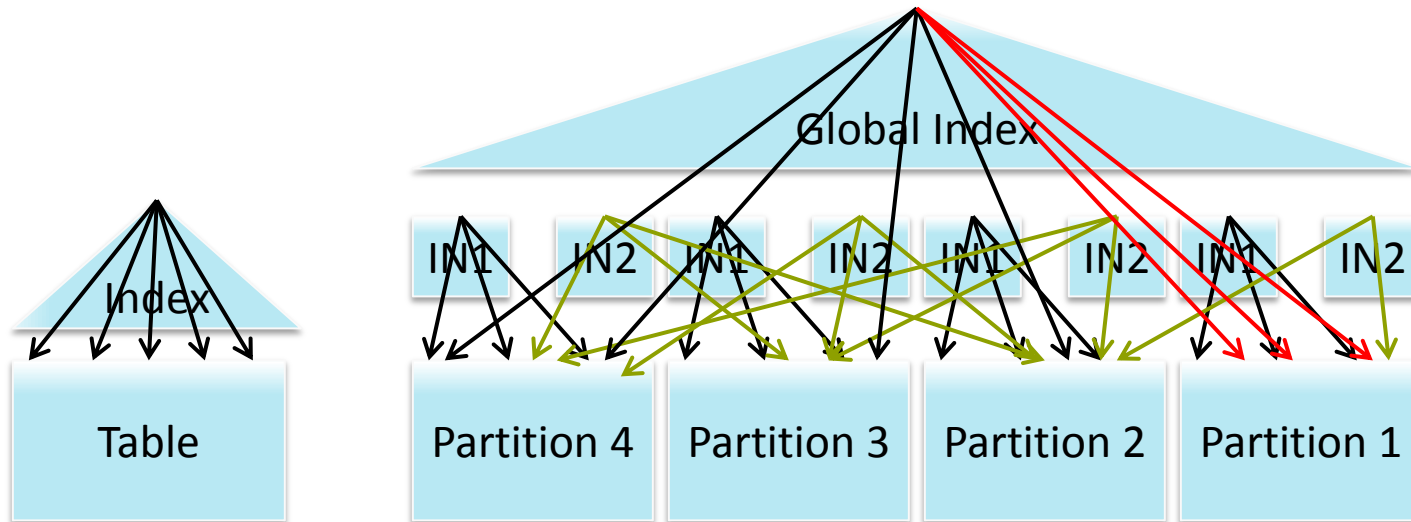 Global Index
IN1 IN2 IN1 IN2 IN1 IN2 IN1 IN2
Index
Table Partition 4 Partition 3 Partition 2 Partition 1